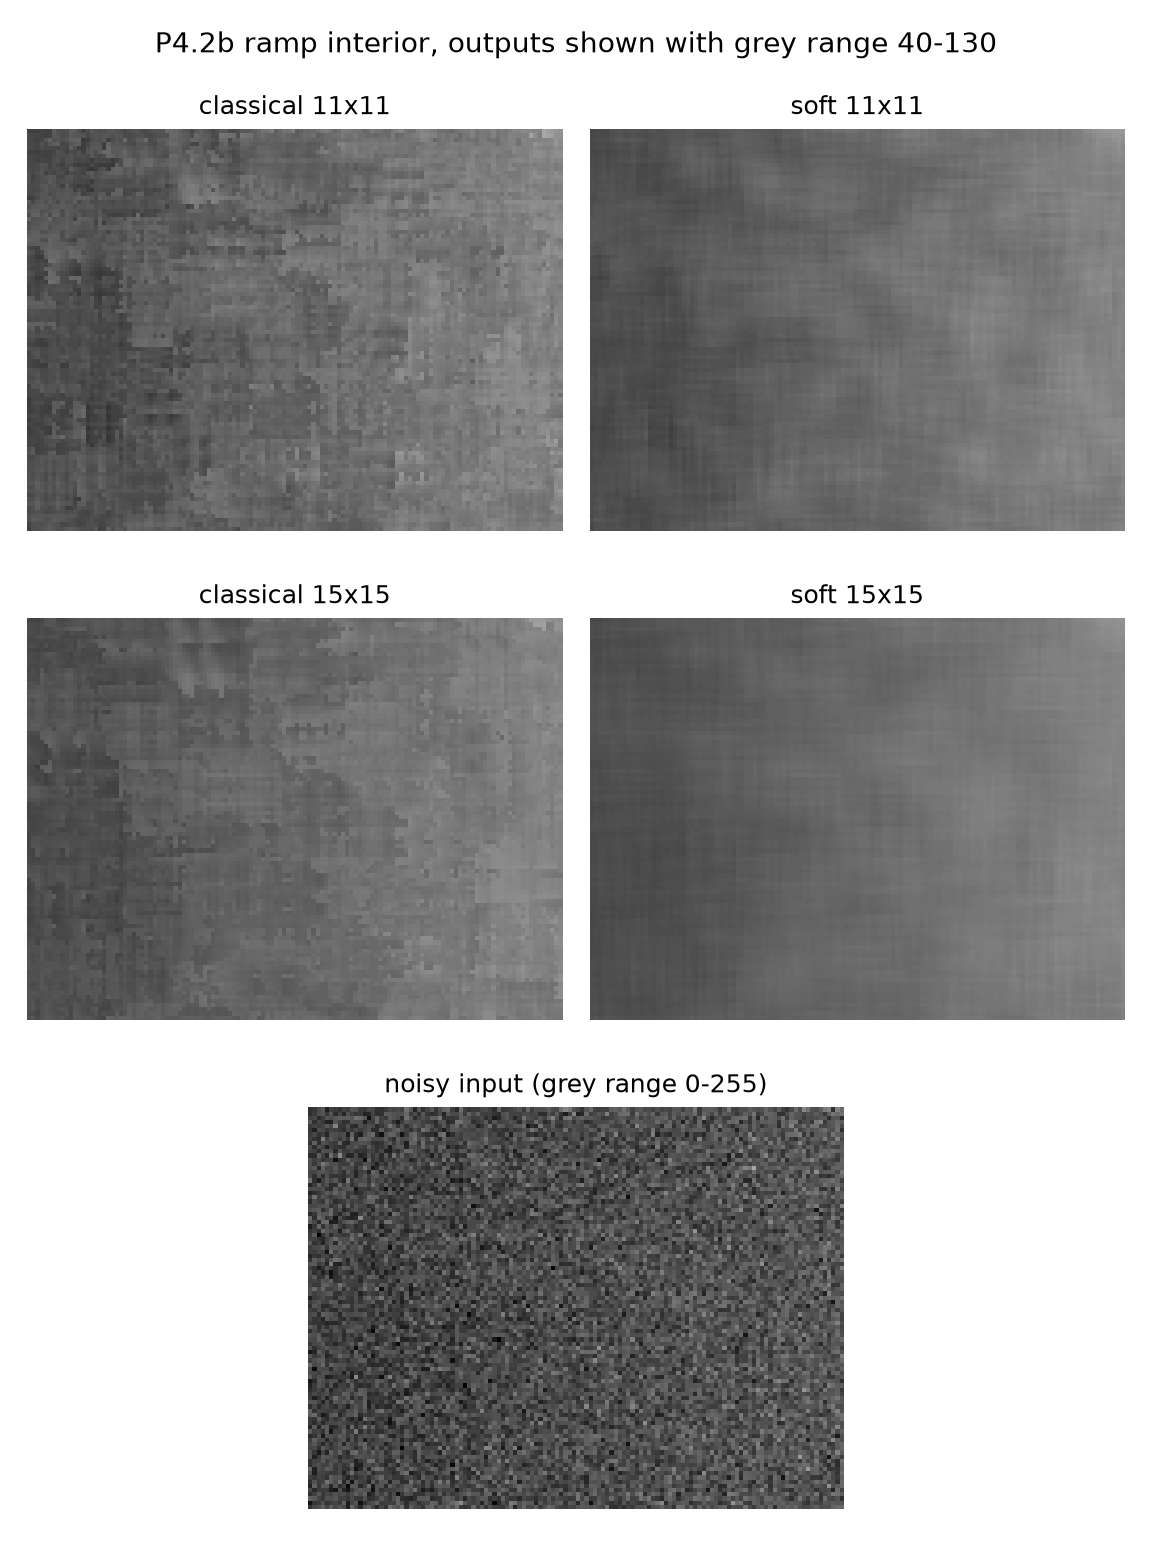 P4.2b ramp interior, outputs shown with grey range 40-130
classical 11x11
soft 11x11
classical 15x15
soft 15x15
noisy input (grey range 0-255)